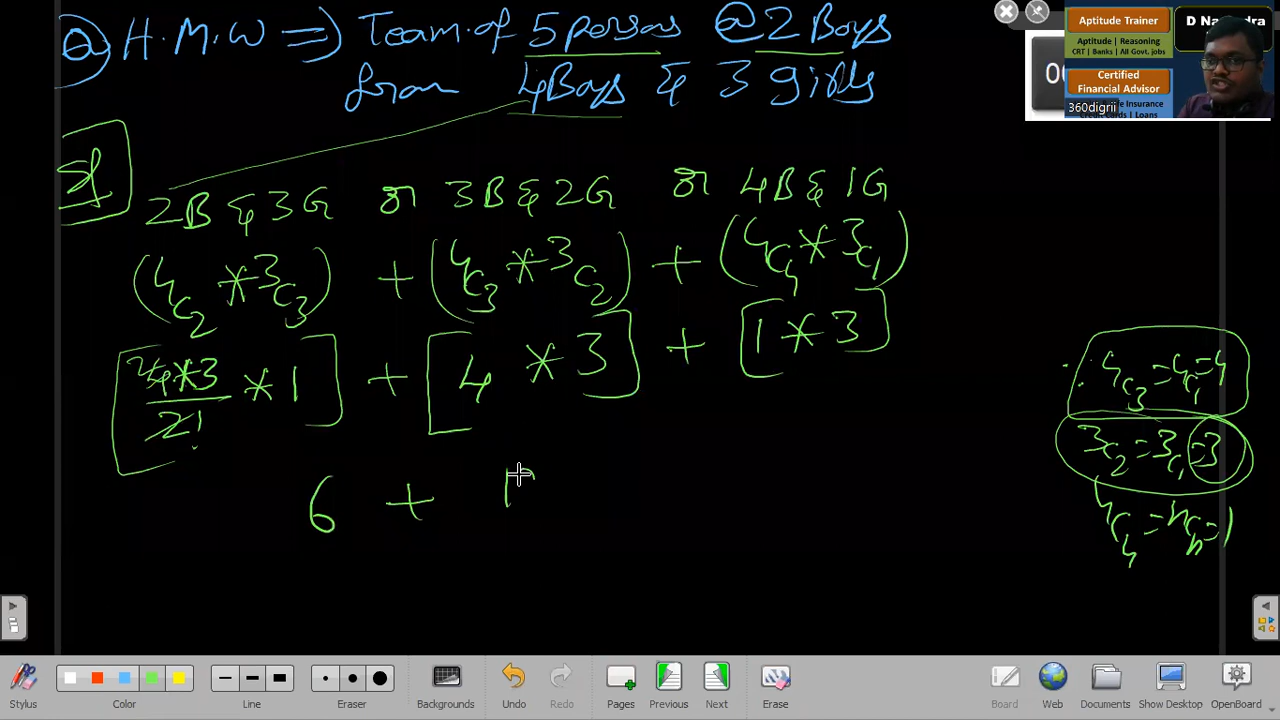 Q H.M.W => Team of 5 persons @ 2 Boys
from 4 Boys & 3 girls
Aptitude Trainer
Aptitude | Reasoning
CRT | Banks | All Govt. jobs
Certified
Financial Advisor
360digrii
2B & 3G or 3B & 2G or 4B & 1G
(4c2 * 3c3) + (4c3 * 3c2) + (4c4 * 3c1)
[4*3/2! * 1] + [4 * 3] + [1 * 3]
∵ 4c3 = 4c1 = 4
3c2 = 3c1 = 3
4c4 = ncn = 1
6 +
Stylus
Color
Line
Eraser
Backgrounds
Undo
Redo
Pages
Previous
Next
Erase
Board
Web
Documents
Show Desktop
OpenBoard